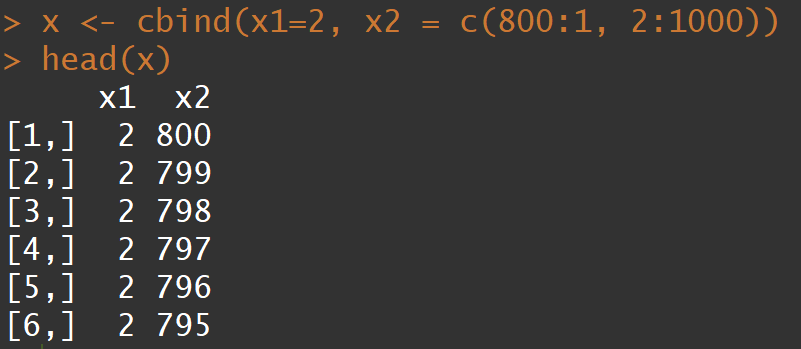 > x <- cbind(x1=2, x2 = c(800:1, 2:1000))
> head(x)
     x1  x2
[1,]  2 800
[2,]  2 799
[3,]  2 798
[4,]  2 797
[5,]  2 796
[6,]  2 795